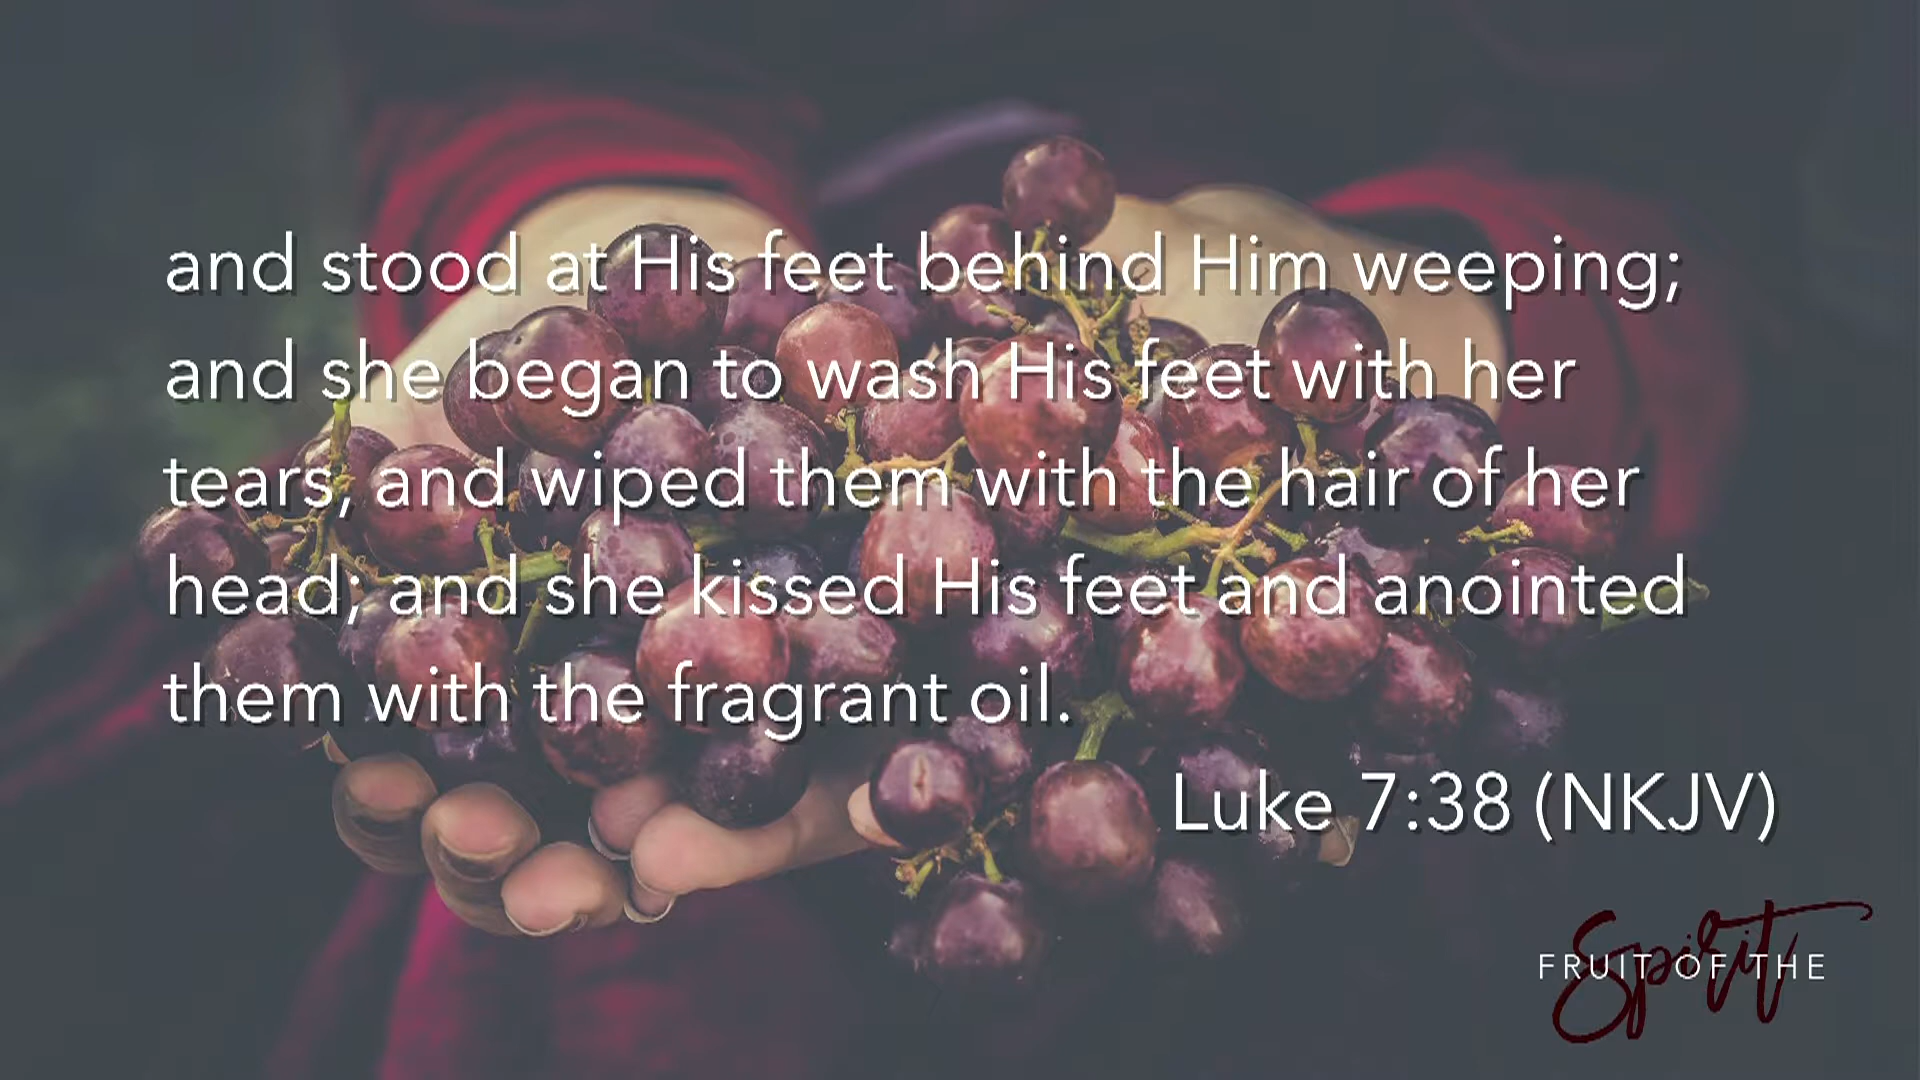 and stood at His feet behind Him weeping;
and she began to wash His feet with her
tears, and wiped them with the hair of her
head; and she kissed His feet and anointed
them with the fragrant oil.
Luke 7:38 (NKJV)
FRUIT OF THE
Spirit